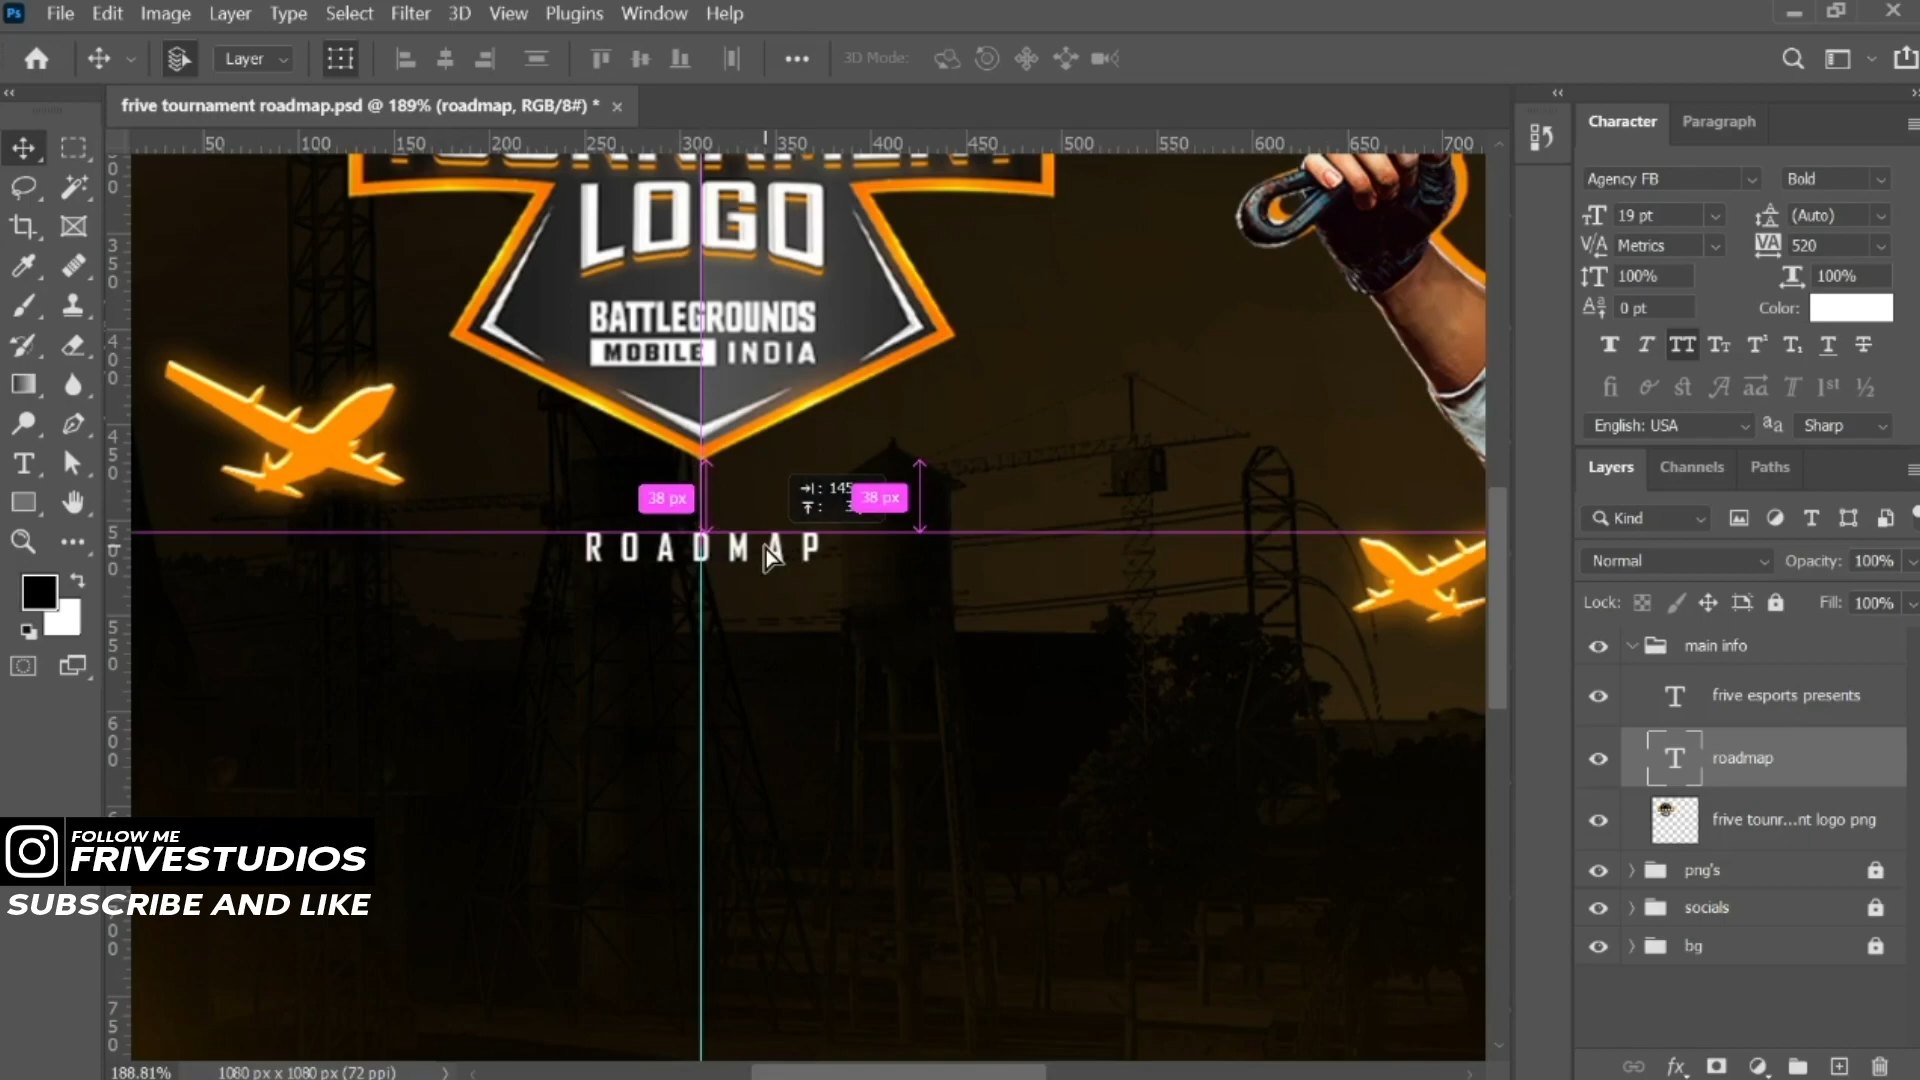 File Edit Image Layer Type Select Filter 3D View Plugins Window Help
Layer
3D Mode:
frive tournament roadmap.psd @ 189% (roadmap, RGB/8#) *
50 100 150 200 250 300 350 400 450 500 550 600 650 700
LOGO
BATTLEGROUNDS
MOBILE INDIA
38 px
38 px
ROADMAP
FOLLOW ME
FRIVESTUDIOS
SUBSCRIBE AND LIKE
188.81% 1080 px x 1080 px (72 ppi)
Character Paragraph
Agency FB Bold
19 pt (Auto)
Metrics 520
100% 100%
0 pt Color:
English: USA Sharp
Layers Channels Paths
Kind
Normal Opacity: 100%
Lock: Fill: 100%
main info
frive esports presents
roadmap
frive tounr...nt logo png
png's
socials
bg